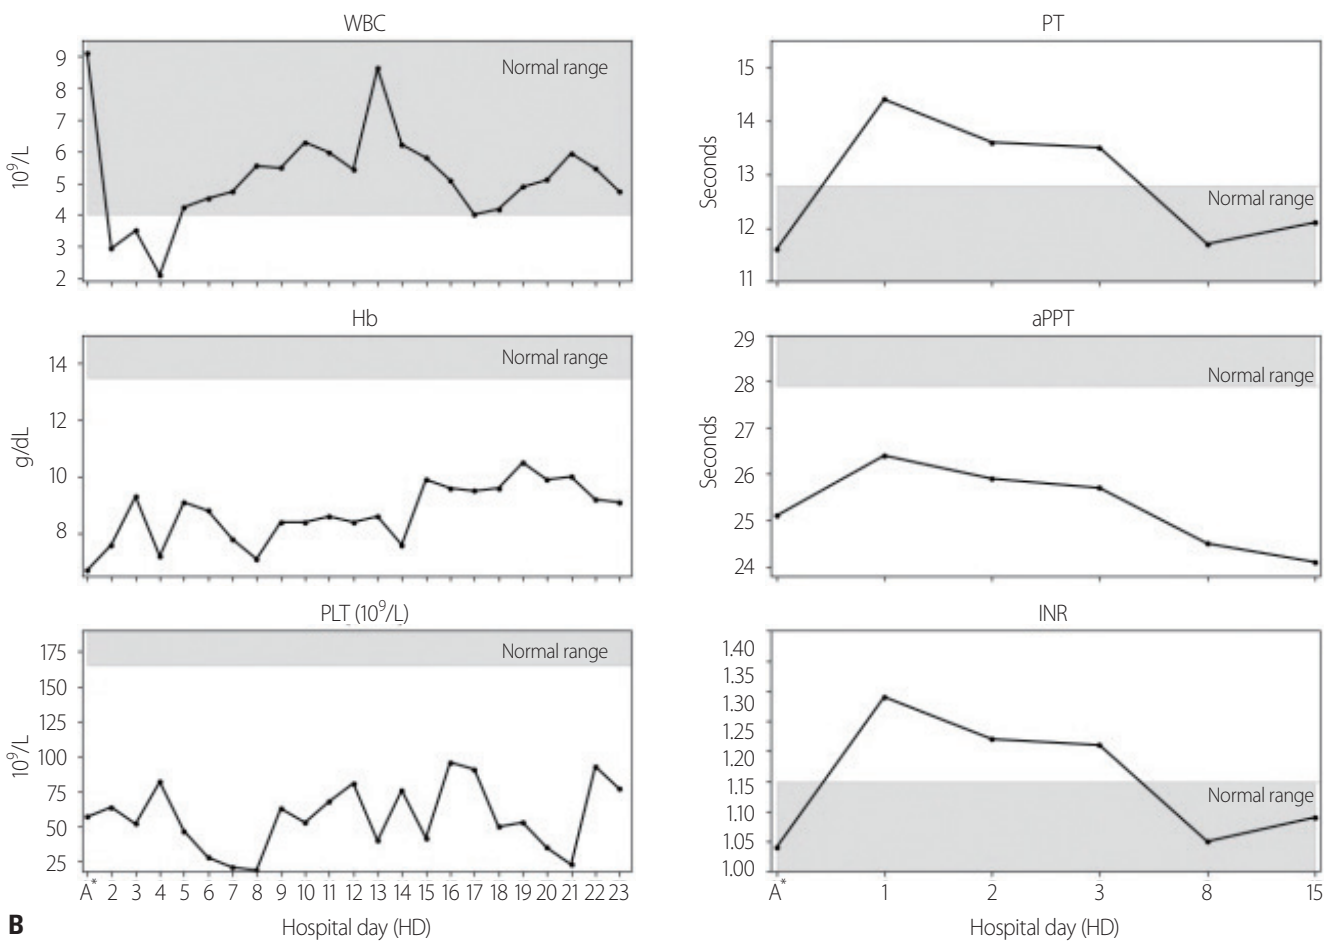 WBC
9
8
7
6
5
4
3
2
10⁹/L
Normal range
Hb
14
12
10
8
g/dL
Normal range
PLT (10⁹/L)
175
150
125
100
75
50
25
10⁹/L
Normal range
A* 2 3 4 5 6 7 8 9 10 11 12 13 14 15 16 17 18 19 20 21 22 23
Hospital day (HD)
PT
15
14
13
12
11
Seconds
Normal range
aPPT
29
28
27
26
25
24
Seconds
Normal range
INR
1.40
1.35
1.30
1.25
1.20
1.15
1.10
1.05
1.00
Normal range
A* 1 2 3 8 15
Hospital day (HD)
B